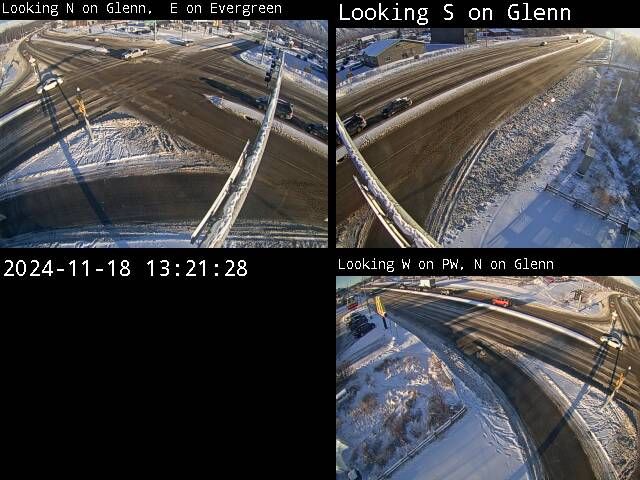 Looking N on Glenn,  E on Evergreen
Looking S on Glenn
2024-11-18 13:21:28
Looking W on PW, N on Glenn